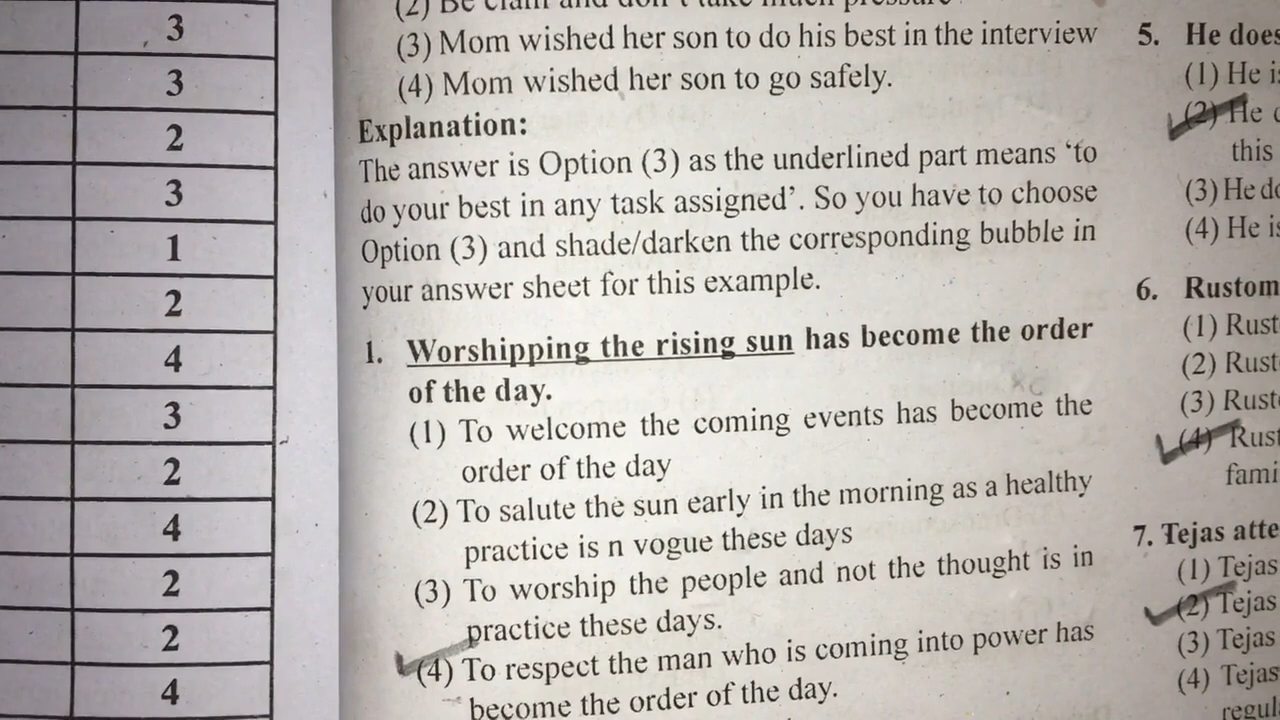 3
3
2
3
1
2
4
3
2
4
2
2
4
(2) Be clam and don't take much pressure
(3) Mom wished her son to do his best in the interview
(4) Mom wished her son to go safely.
Explanation:
The answer is Option (3) as the underlined part means ‘to
do your best in any task assigned’. So you have to choose
Option (3) and shade/darken the corresponding bubble in
your answer sheet for this example.
1. Worshipping the rising sun has become the order
of the day.
(1) To welcome the coming events has become the
order of the day
(2) To salute the sun early in the morning as a healthy
practice is n vogue these days
(3) To worship the people and not the thought is in
practice these days.
(4) To respect the man who is coming into power has
become the order of the day.
5. He does
(1) He
(2) He
this
(3) He
(4) He
6. Rustom
(1)
(2)
(3)
(4)
7. Tejas
(1) Tejas
(2) Tejas
(3) Tejas
(4) Tejas